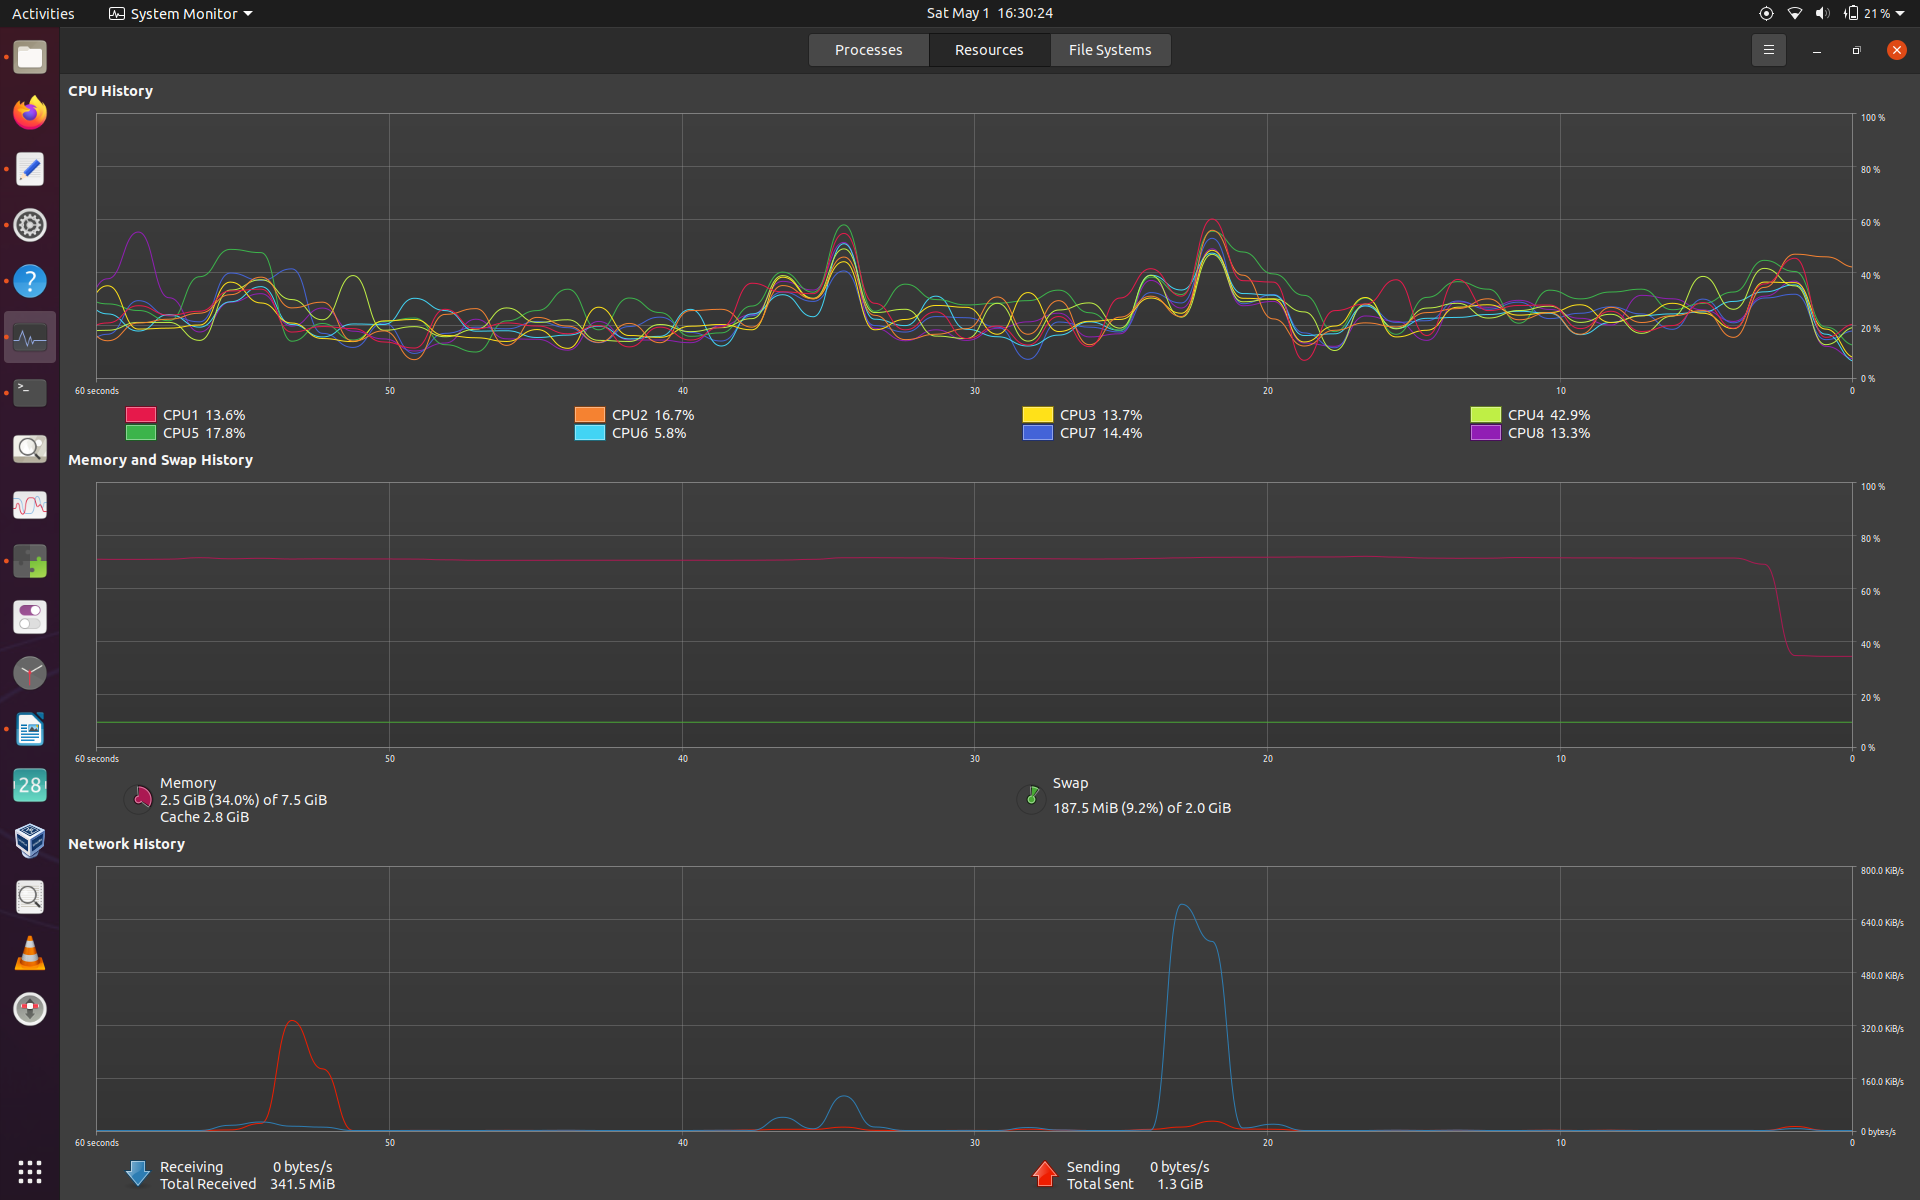 Activities System Monitor Sat May 1 16:30:24 21 %
Processes Resources File Systems
CPU History
100 %
80 %
60 %
40 %
20 %
0 %
60 seconds 50 40 30 20 10 0
CPU1 13.6% CPU2 16.7% CPU3 13.7% CPU4 42.9%
CPU5 17.8% CPU6 5.8% CPU7 14.4% CPU8 13.3%
Memory and Swap History
100 %
80 %
60 %
40 %
20 %
0 %
60 seconds 50 40 30 20 10 0
Memory
2.5 GiB (34.0%) of 7.5 GiB
Cache 2.8 GiB
Swap
187.5 MiB (9.2%) of 2.0 GiB
Network History
800.0 KiB/s
640.0 KiB/s
480.0 KiB/s
320.0 KiB/s
160.0 KiB/s
0 bytes/s
60 seconds 50 40 30 20 10 0
Receiving 0 bytes/s
Total Received 341.5 MiB
Sending 0 bytes/s
Total Sent 1.3 GiB
?
>_
28